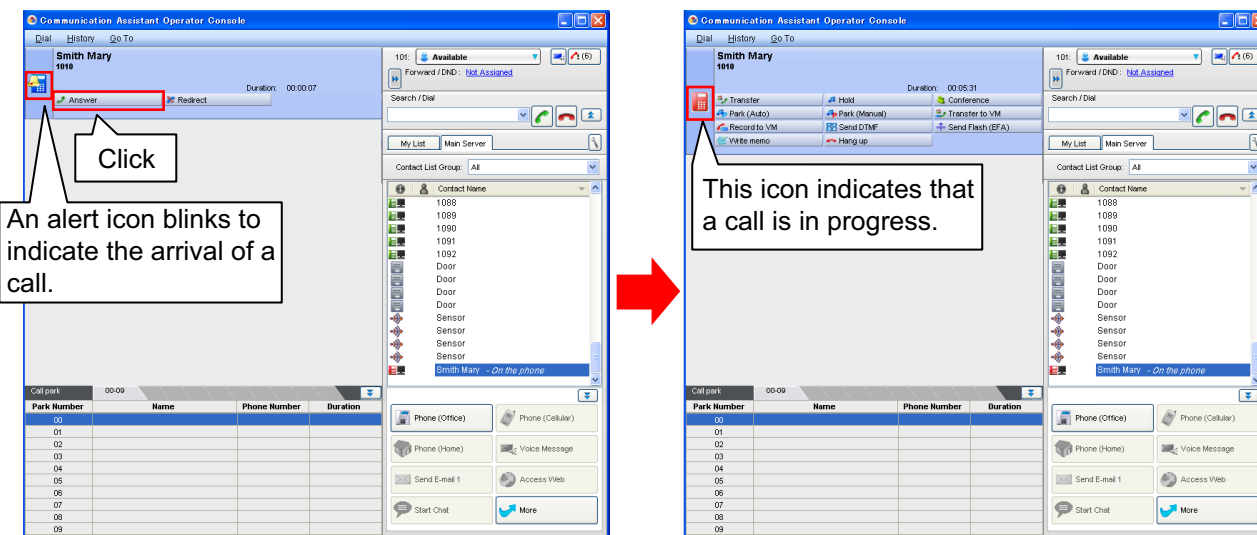 Communication Assistant Operator Console
Dial History Go To
Smith Mary
1010
Duration: 00:00:07
Answer Redirect
Click
An alert icon blinks to
indicate the arrival of a
call.
101: Available (6)
Forward / DND : Not Assigned
Search / Dial
My List Main Server
Contact List Group: All
Contact Name
1088
1089
1090
1091
1092
Door
Door
Door
Door
Sensor
Sensor
Sensor
Sensor
Smith Mary - On the phone
Call park 00-09
Park Number Name Phone Number Duration
00
01
02
03
04
05
06
07
08
09
Phone (Office) Phone (Cellular)
Phone (Home) Voice Message
Send E-mail 1 Access Web
Start Chat More
Communication Assistant Operator Console
Dial History Go To
Smith Mary
1010
Duration: 00:05:31
Transfer Hold Conference
Park (Auto) Park (Manual) Transfer to VM
Record to VM Send DTMF Send Flash (EFA)
Write memo Hang up
This icon indicates that
a call is in progress.
101: Available (6)
Forward / DND : Not Assigned
Search / Dial
My List Main Server
Contact List Group: All
Contact Name
1088
1089
1090
1091
1092
Door
Door
Door
Door
Sensor
Sensor
Sensor
Sensor
Smith Mary - On the phone
Call park 00-09
Park Number Name Phone Number Duration
00
01
02
03
04
05
06
07
08
09
Phone (Office) Phone (Cellular)
Phone (Home) Voice Message
Send E-mail 1 Access Web
Start Chat More